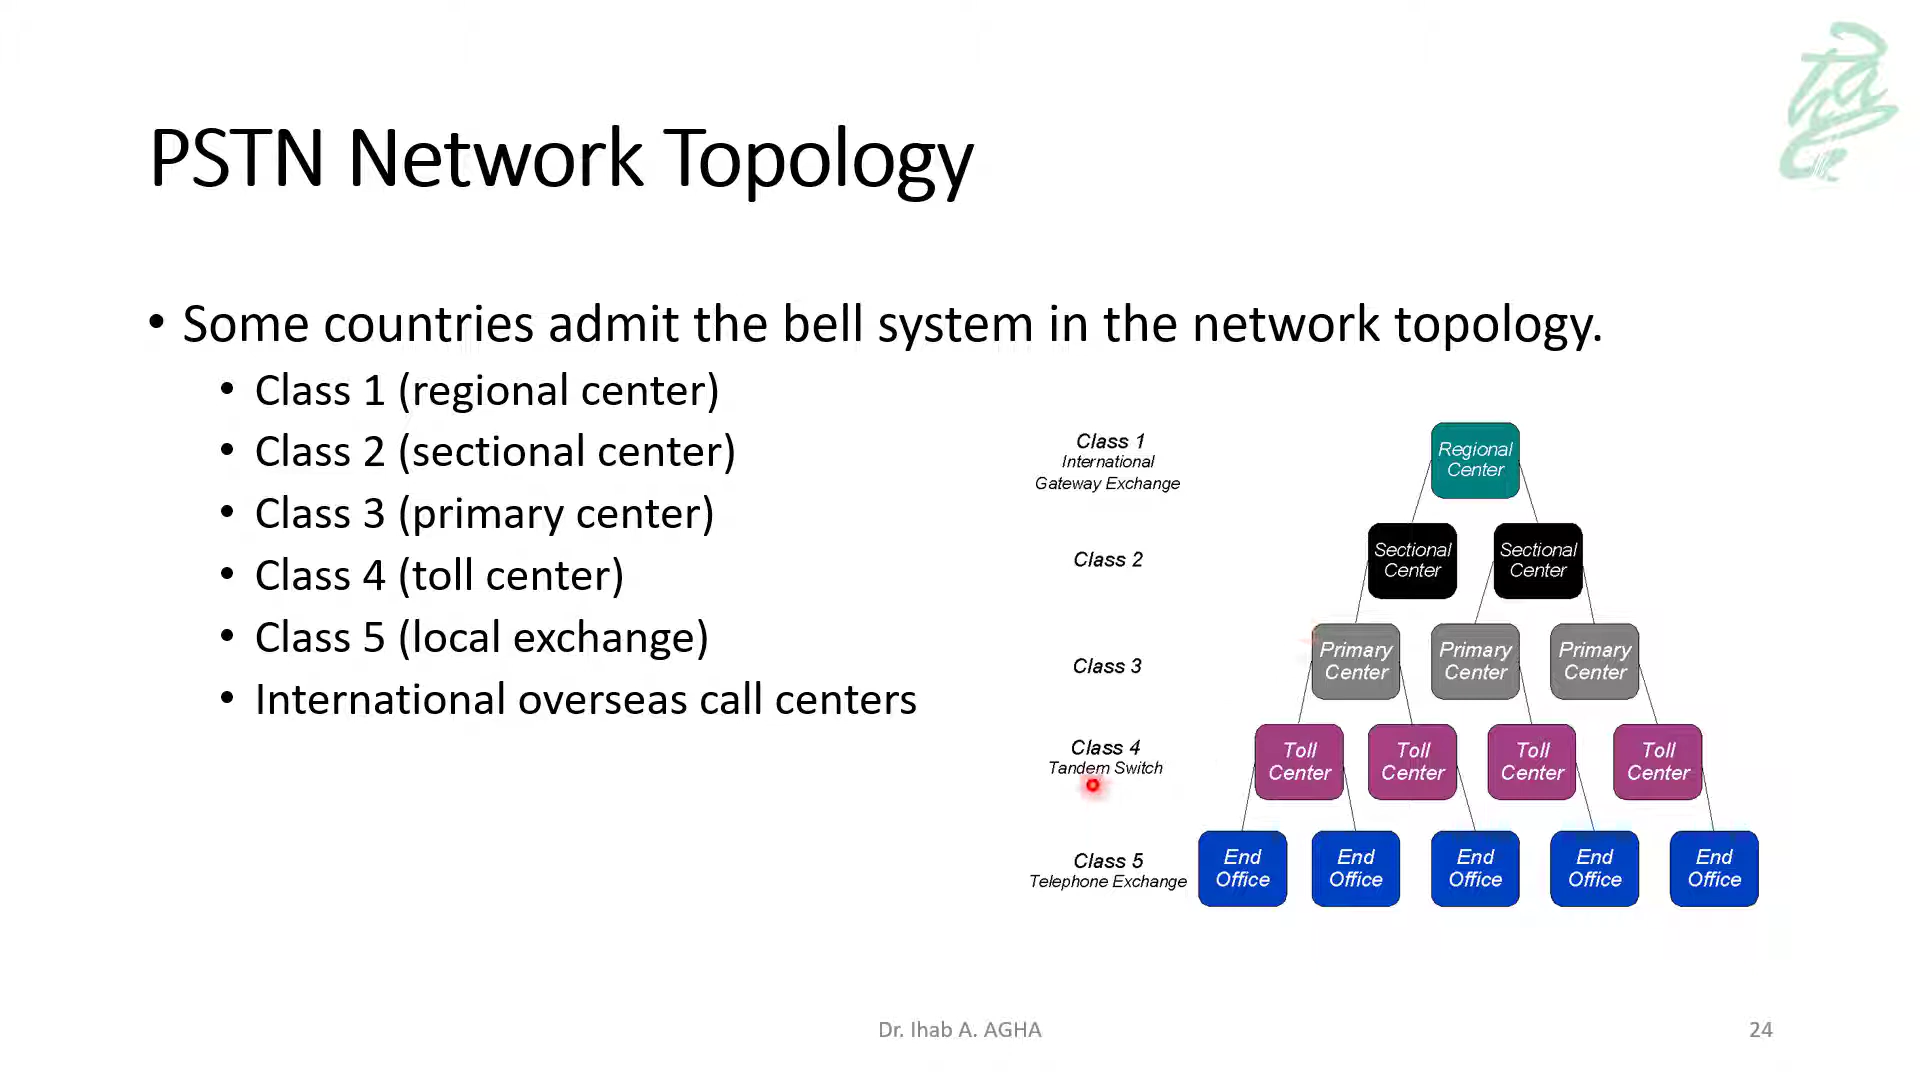 PSTN Network Topology
• Some countries admit the bell system in the network topology.
• Class 1 (regional center)
• Class 2 (sectional center)
• Class 3 (primary center)
• Class 4 (toll center)
• Class 5 (local exchange)
• International overseas call centers
Class 1
International
Gateway Exchange
Regional
Center
Class 2
Sectional
Center
Sectional
Center
Class 3
Primary
Center
Primary
Center
Primary
Center
Class 4
Tandem Switch
Toll
Center
Toll
Center
Toll
Center
Toll
Center
Class 5
Telephone Exchange
End
Office
End
Office
End
Office
End
Office
End
Office
Dr. Ihab A. AGHA
24